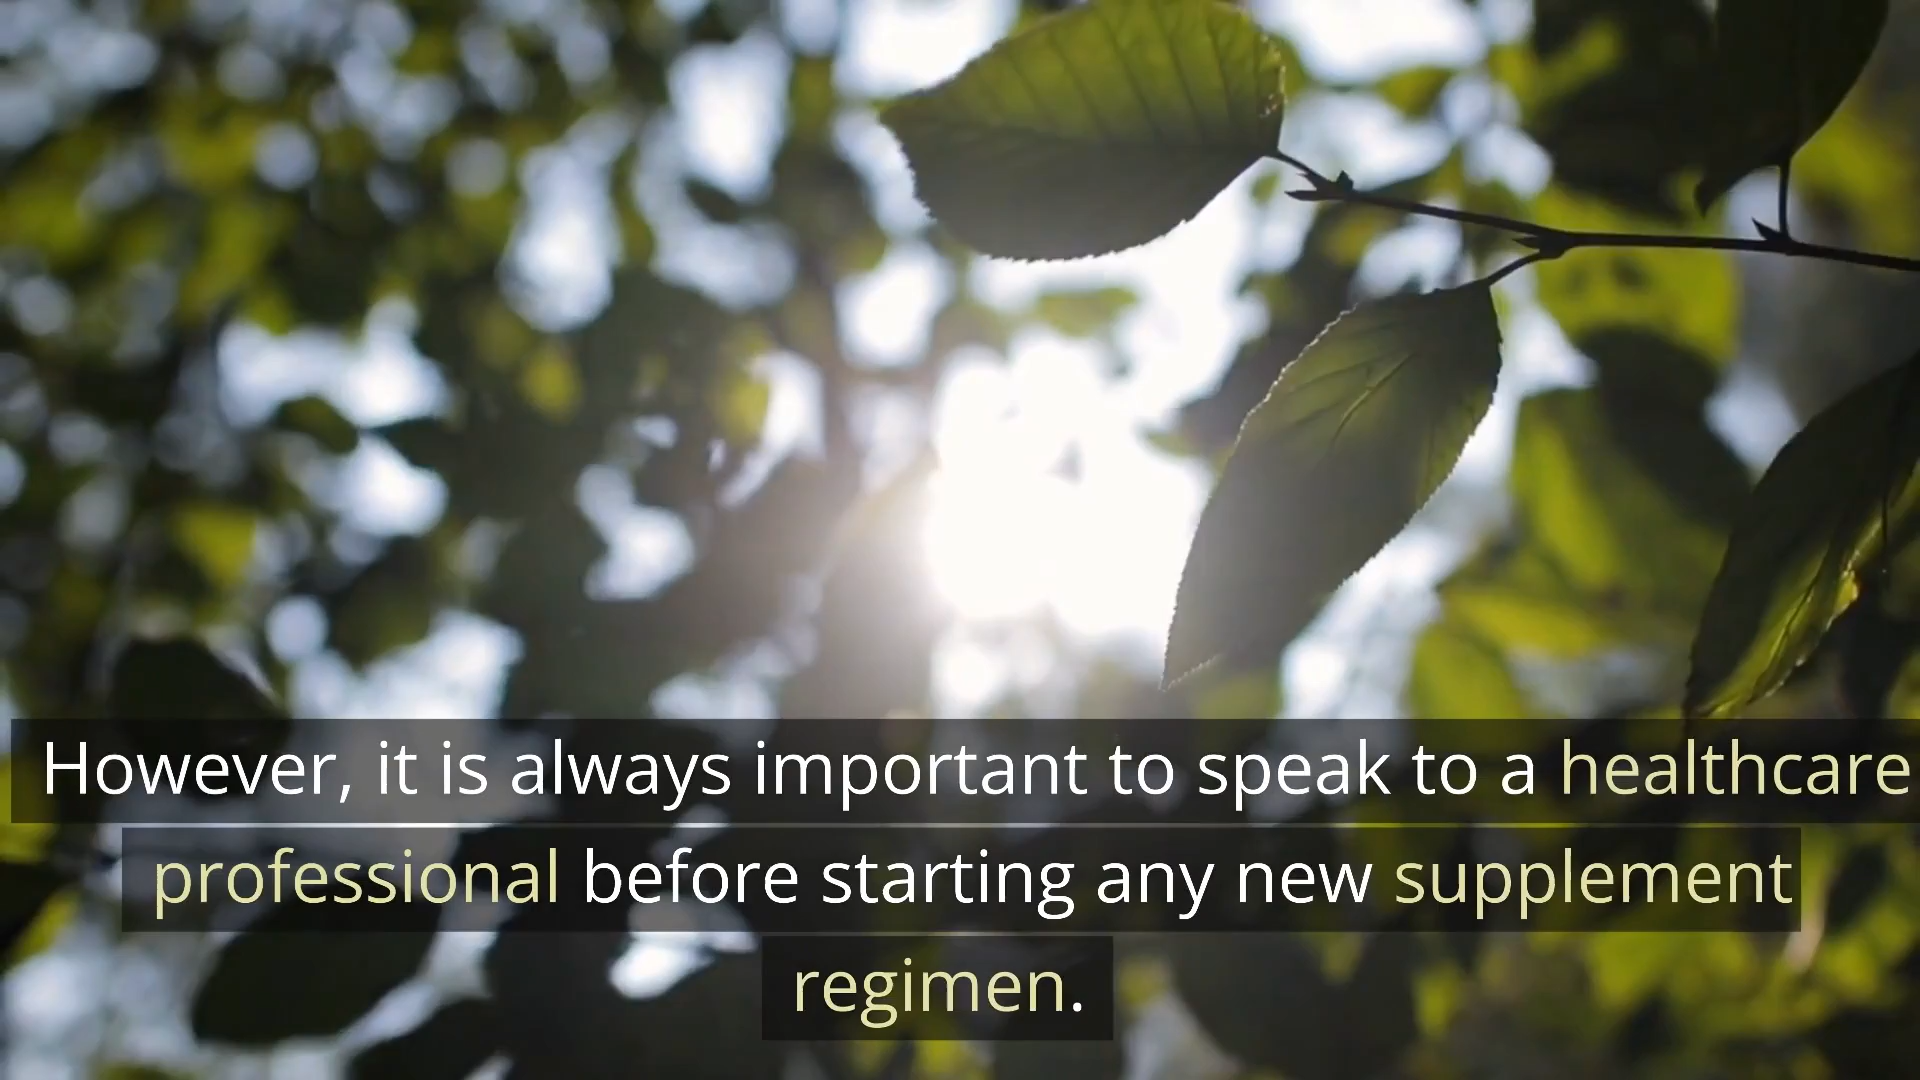 However, it is always important to speak to a healthcare
professional before starting any new supplement
regimen.